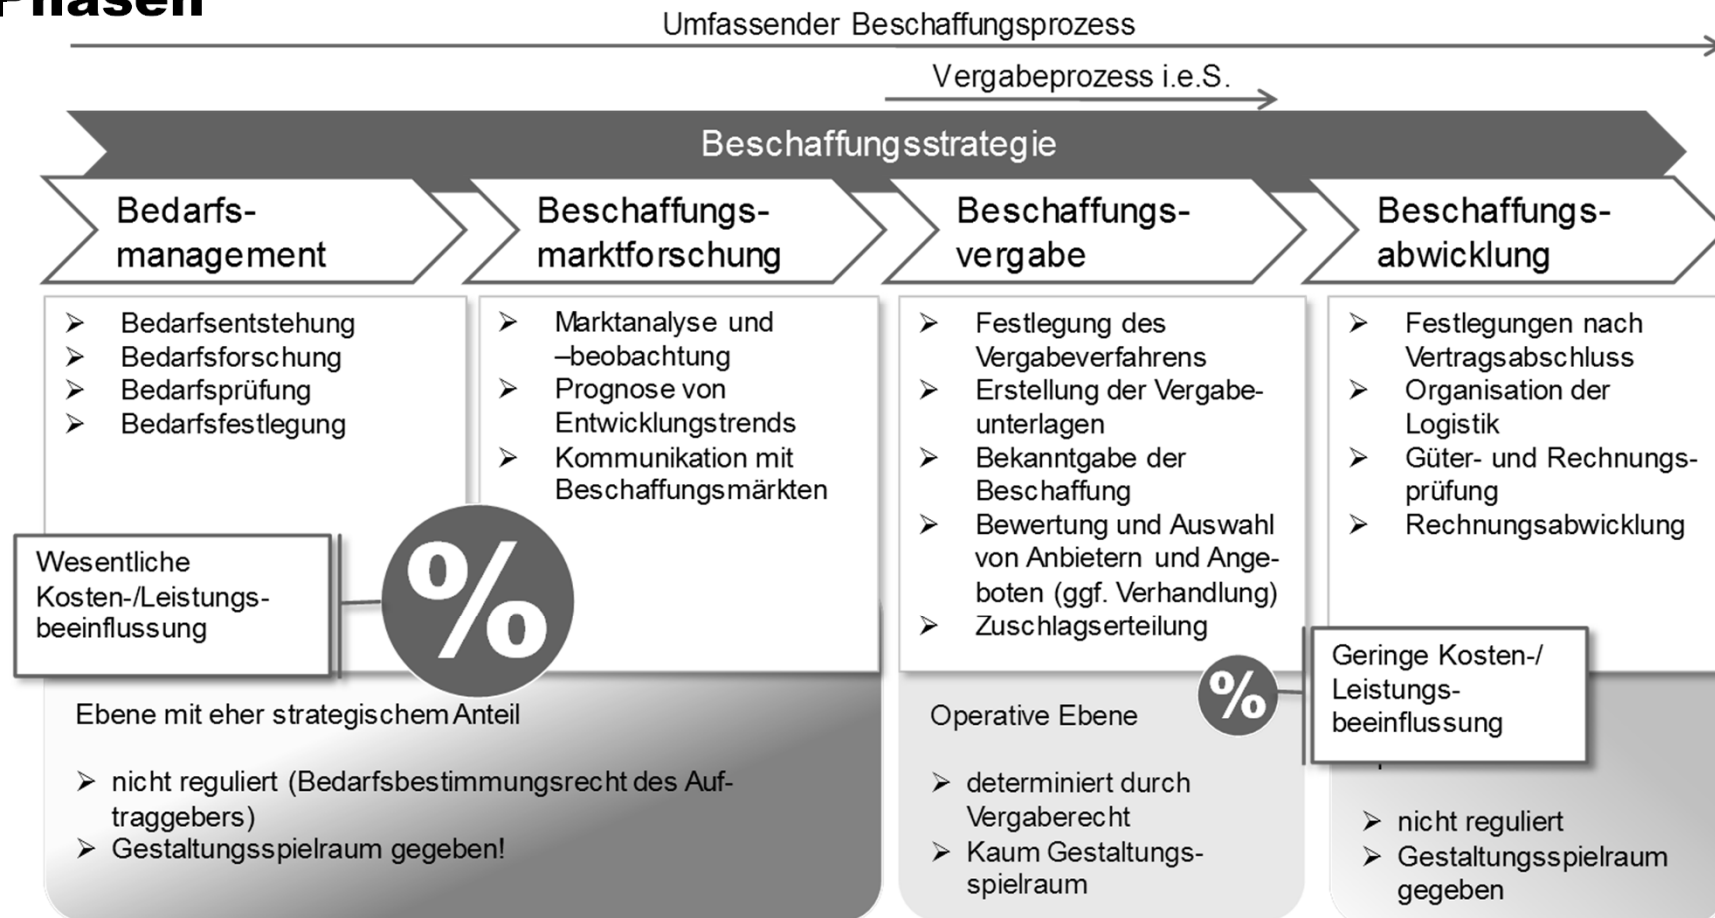 Phasen
Umfassender Beschaffungsprozess
Vergabeprozess i.e.S.
Beschaffungsstrategie
Bedarfs-
management
Beschaffungs-
marktforschung
Beschaffungs-
vergabe
Beschaffungs-
abwicklung
Bedarfsentstehung
Bedarfsforschung
Bedarfsprüfung
Bedarfsfestlegung
Marktanalyse und
–beobachtung
Prognose von
Entwicklungstrends
Kommunikation mit
Beschaffungsmärkten
Festlegung des
Vergabeverfahrens
Erstellung der Vergabe-
unterlagen
Bekanntgabe der
Beschaffung
Bewertung und Auswahl
von Anbietern und Ange-
boten (ggf. Verhandlung)
Zuschlagserteilung
Festlegungen nach
Vertragsabschluss
Organisation der
Logistik
Güter- und Rechnungs-
prüfung
Rechnungsabwicklung
Wesentliche
Kosten-/Leistungs-
beeinflussung
%
Ebene mit eher strategischem Anteil
nicht reguliert (Bedarfsbestimmungsrecht des Auf-
traggebers)
Gestaltungsspielraum gegeben!
Operative Ebene
%
Geringe Kosten-/
Leistungs-
beeinflussung
determiniert durch
Vergaberecht
Kaum Gestaltungs-
spielraum
nicht reguliert
Gestaltungsspielraum
gegeben